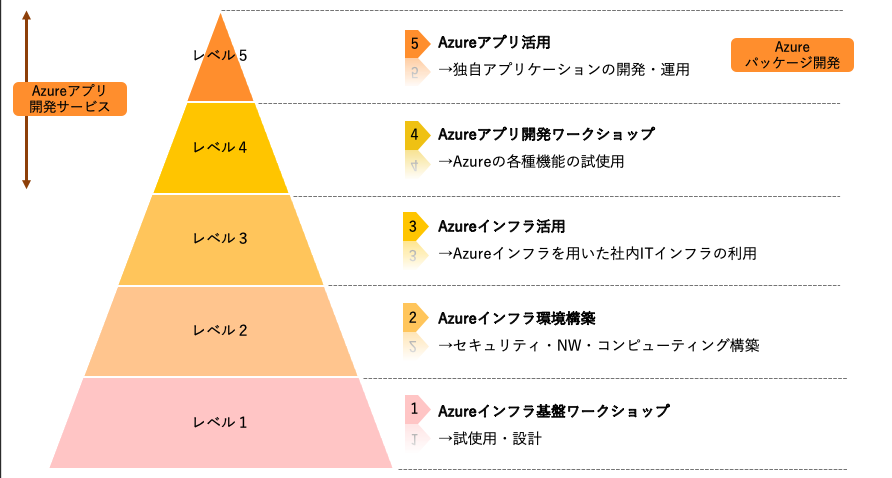 レベル 5
5
Azureアプリ活用
→独自アプリケーションの開発・運用
Azure
パッケージ開発
Azureアプリ
開発サービス
レベル 4
4
Azureアプリ開発ワークショップ
→Azureの各種機能の試使用
レベル 3
3
Azureインフラ活用
→Azureインフラを用いた社内ITインフラの利用
レベル 2
2
Azureインフラ環境構築
→セキュリティ・NW・コンピューティング構築
レベル 1
1
Azureインフラ基盤ワークショップ
→試使用・設計